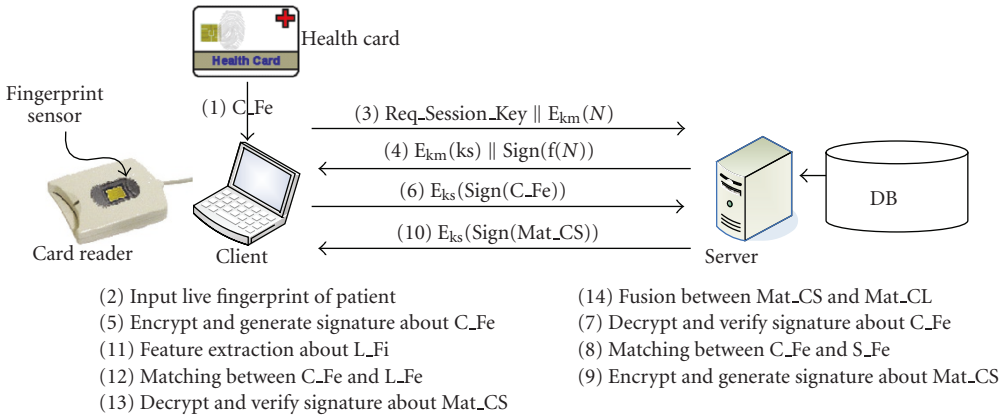 Health Card
Health card
Fingerprint
sensor
(1) C_Fe
(3) Req_Session_Key ∥ E_km(N)
(4) E_km(ks) ∥ Sign(f(N))
(6) E_ks(Sign(C_Fe))
(10) E_ks(Sign(Mat_CS))
DB
Card reader
Client
Server
(2) Input live fingerprint of patient
(5) Encrypt and generate signature about C_Fe
(11) Feature extraction about L_Fi
(12) Matching between C_Fe and L_Fe
(13) Decrypt and verify signature about Mat_CS
(14) Fusion between Mat_CS and Mat_CL
(7) Decrypt and verify signature about C_Fe
(8) Matching between C_Fe and S_Fe
(9) Encrypt and generate signature about Mat_CS